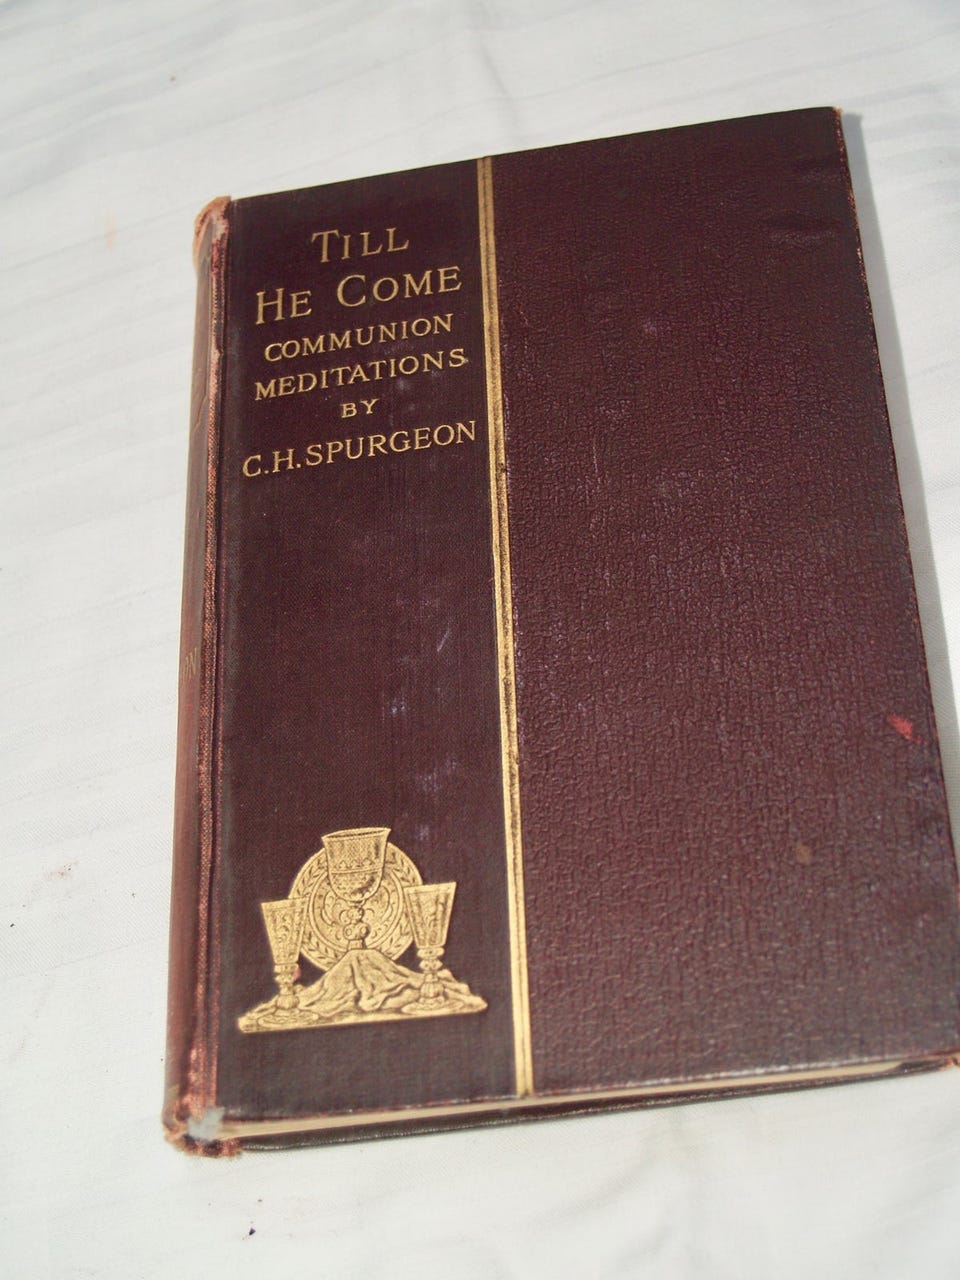 TILL
HE COME
COMMUNION
MEDITATIONS
BY
C.H.SPURGEON